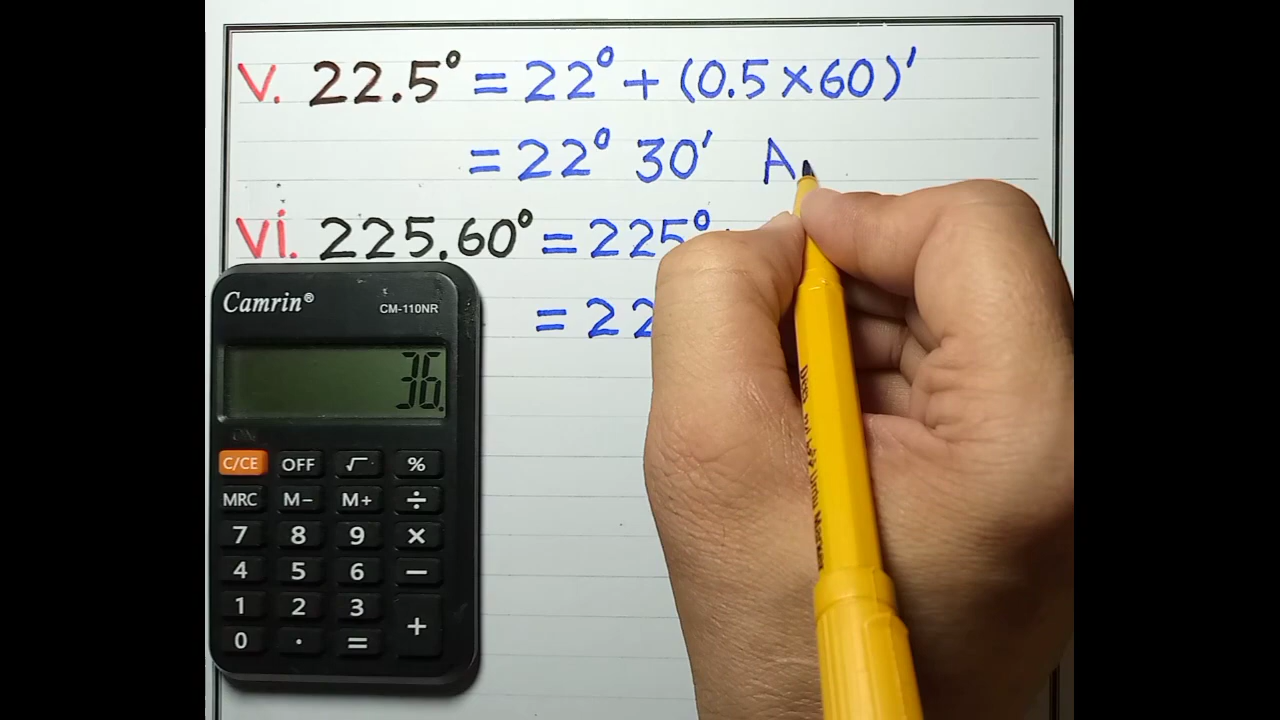 v. 22.5° = 22° + (0.5 × 60)'
= 22° 30' A
vi. 225.60° = 225°
= 22
Camrin®
CM-110NR
36.
C/CE OFF √ %
MRC M− M+ ÷
7 8 9 ×
4 5 6 −
1 2 3 +
0 . =